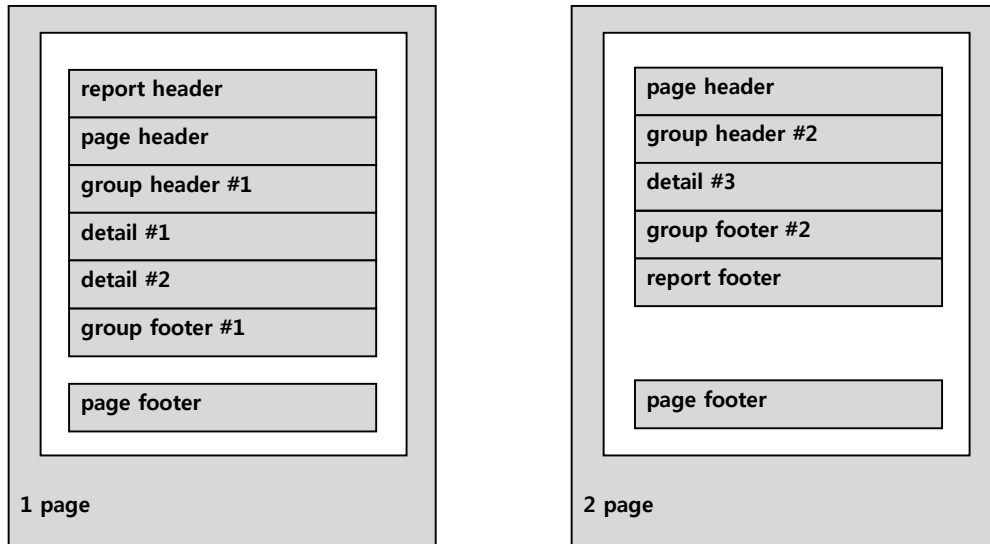 report header
page header
group header #1
detail #1
detail #2
group footer #1
page footer
1 page
page header
group header #2
detail #3
group footer #2
report footer
page footer
2 page